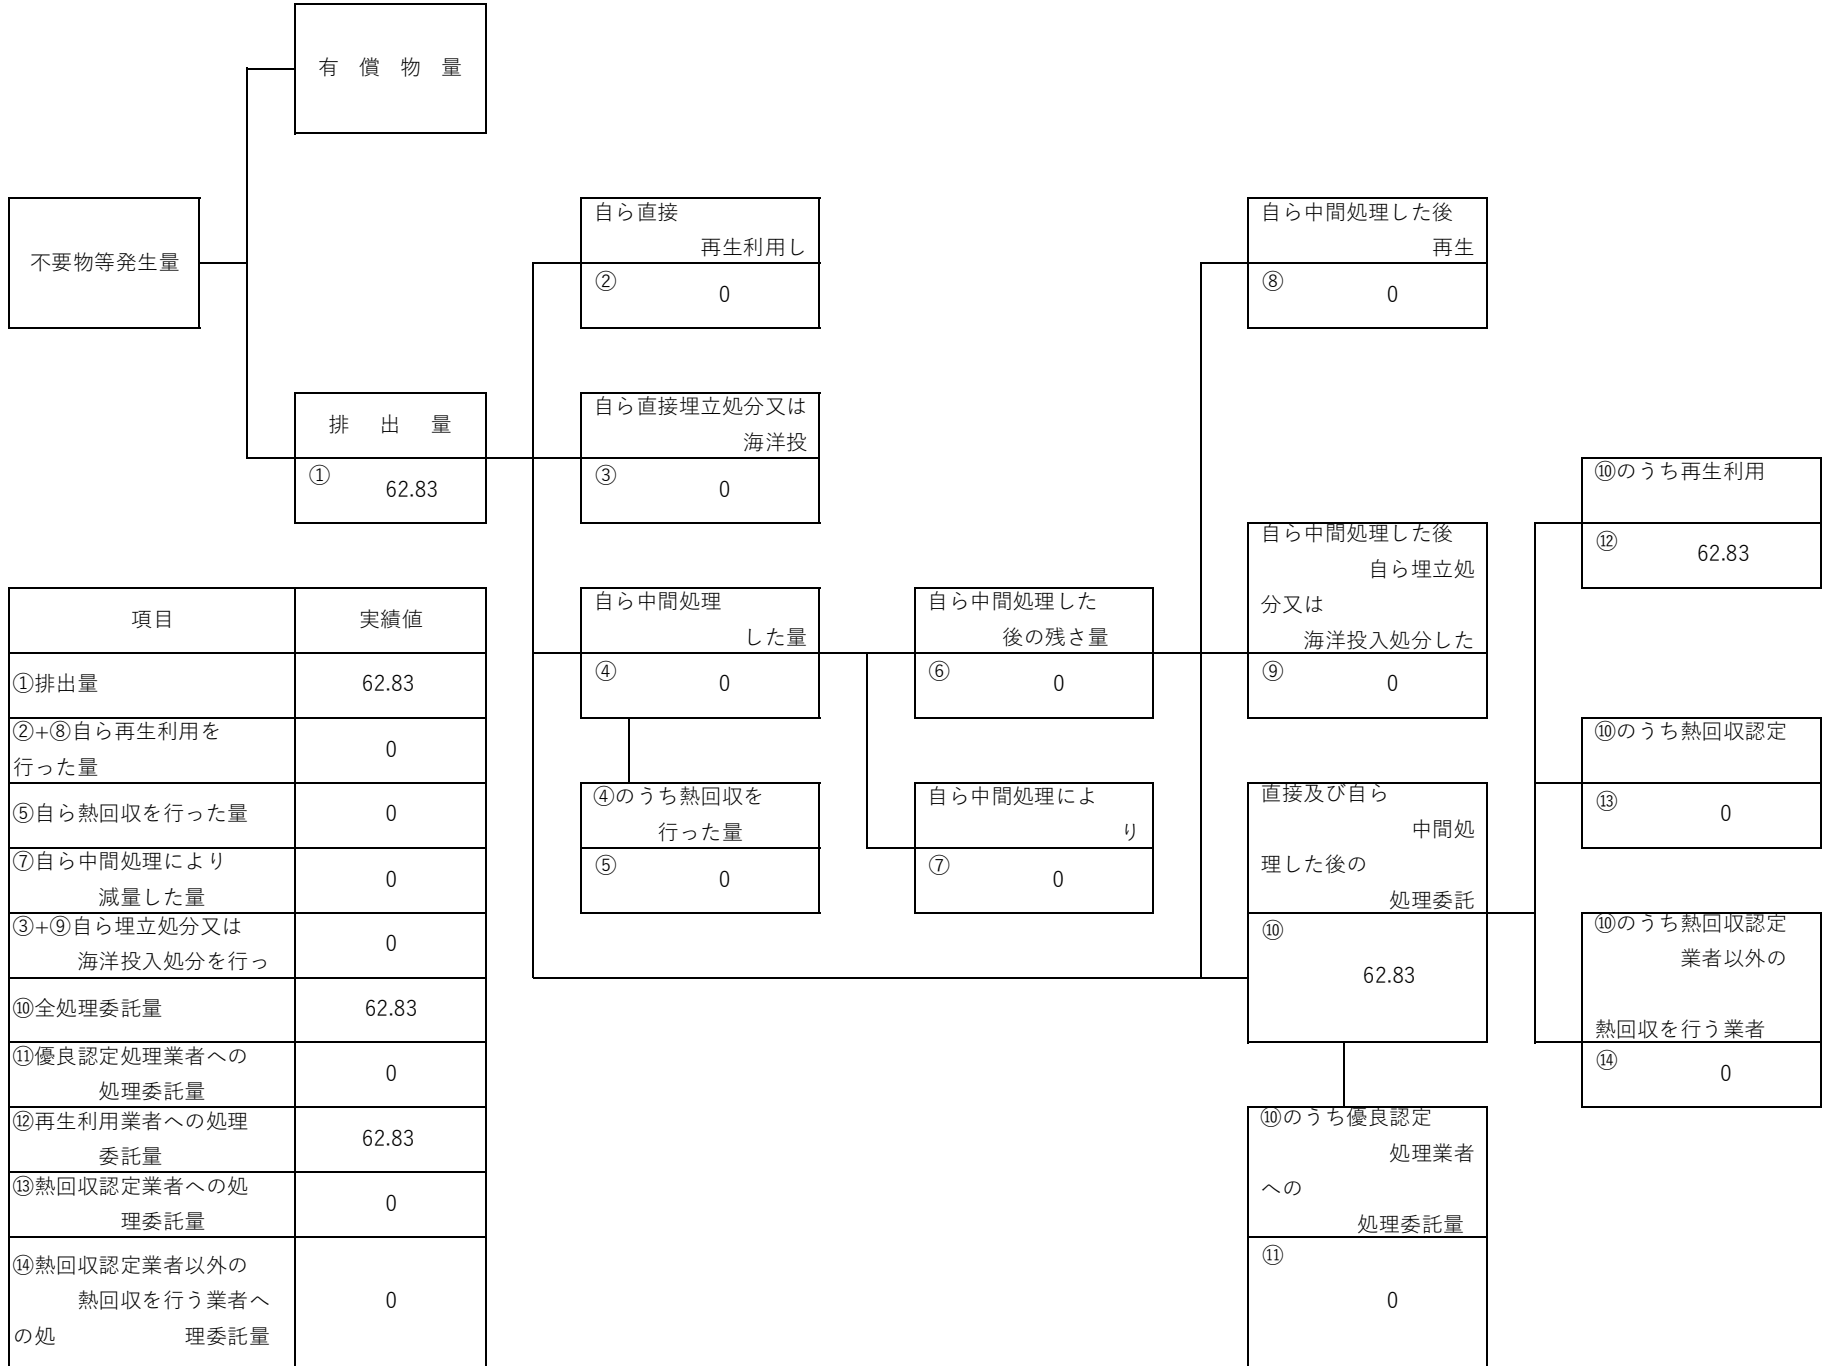 有 償 物 量
不要物等発生量
排 出 量
①
62.83
自ら直接
再生利用し
②
0
自ら直接埋立処分又は
海洋投
③
0
自ら中間処理
した量
④
0
④のうち熱回収を
行った量
⑤
0
自ら中間処理した
後の残さ量
⑥
0
自ら中間処理によ
り
⑦
0
自ら中間処理した後
再生
⑧
0
自ら中間処理した後
自ら埋立処
分又は
海洋投入処分した
⑨
0
直接及び自ら
中間処
理した後の
処理委託
⑩
62.83
⑩のうち優良認定
処理業者
への
処理委託量
⑪
0
⑩のうち再生利用
⑫
62.83
⑩のうち熱回収認定
⑬
0
⑩のうち熱回収認定
業者以外の
熱回収を行う業者
⑭
0
項目 実績値
①排出量 62.83
②+⑧自ら再生利用を
行った量
0
⑤自ら熱回収を行った量 0
⑦自ら中間処理により
減量した量
0
③+⑨自ら埋立処分又は
海洋投入処分を行っ
0
⑩全処理委託量 62.83
⑪優良認定処理業者への
処理委託量
0
⑫再生利用業者への処理
委託量
62.83
⑬熱回収認定業者への処
理委託量
0
⑭熱回収認定業者以外の
熱回収を行う業者へ
の処 理委託量
0